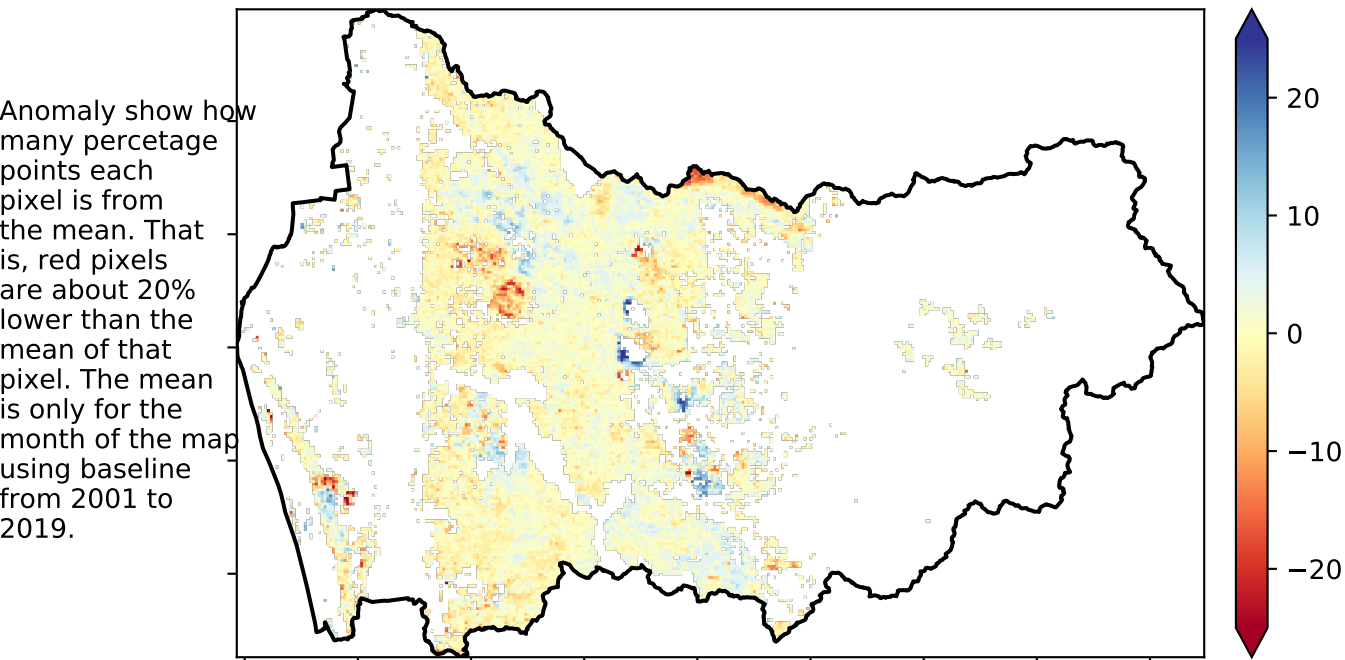 Anomaly show how
many percetage
points each
pixel is from
the mean. That
is, red pixels
are about 20%
lower than the
mean of that
pixel. The mean
is only for the
month of the map
using baseline
from 2001 to
2019.
20
10
0
−10
−20